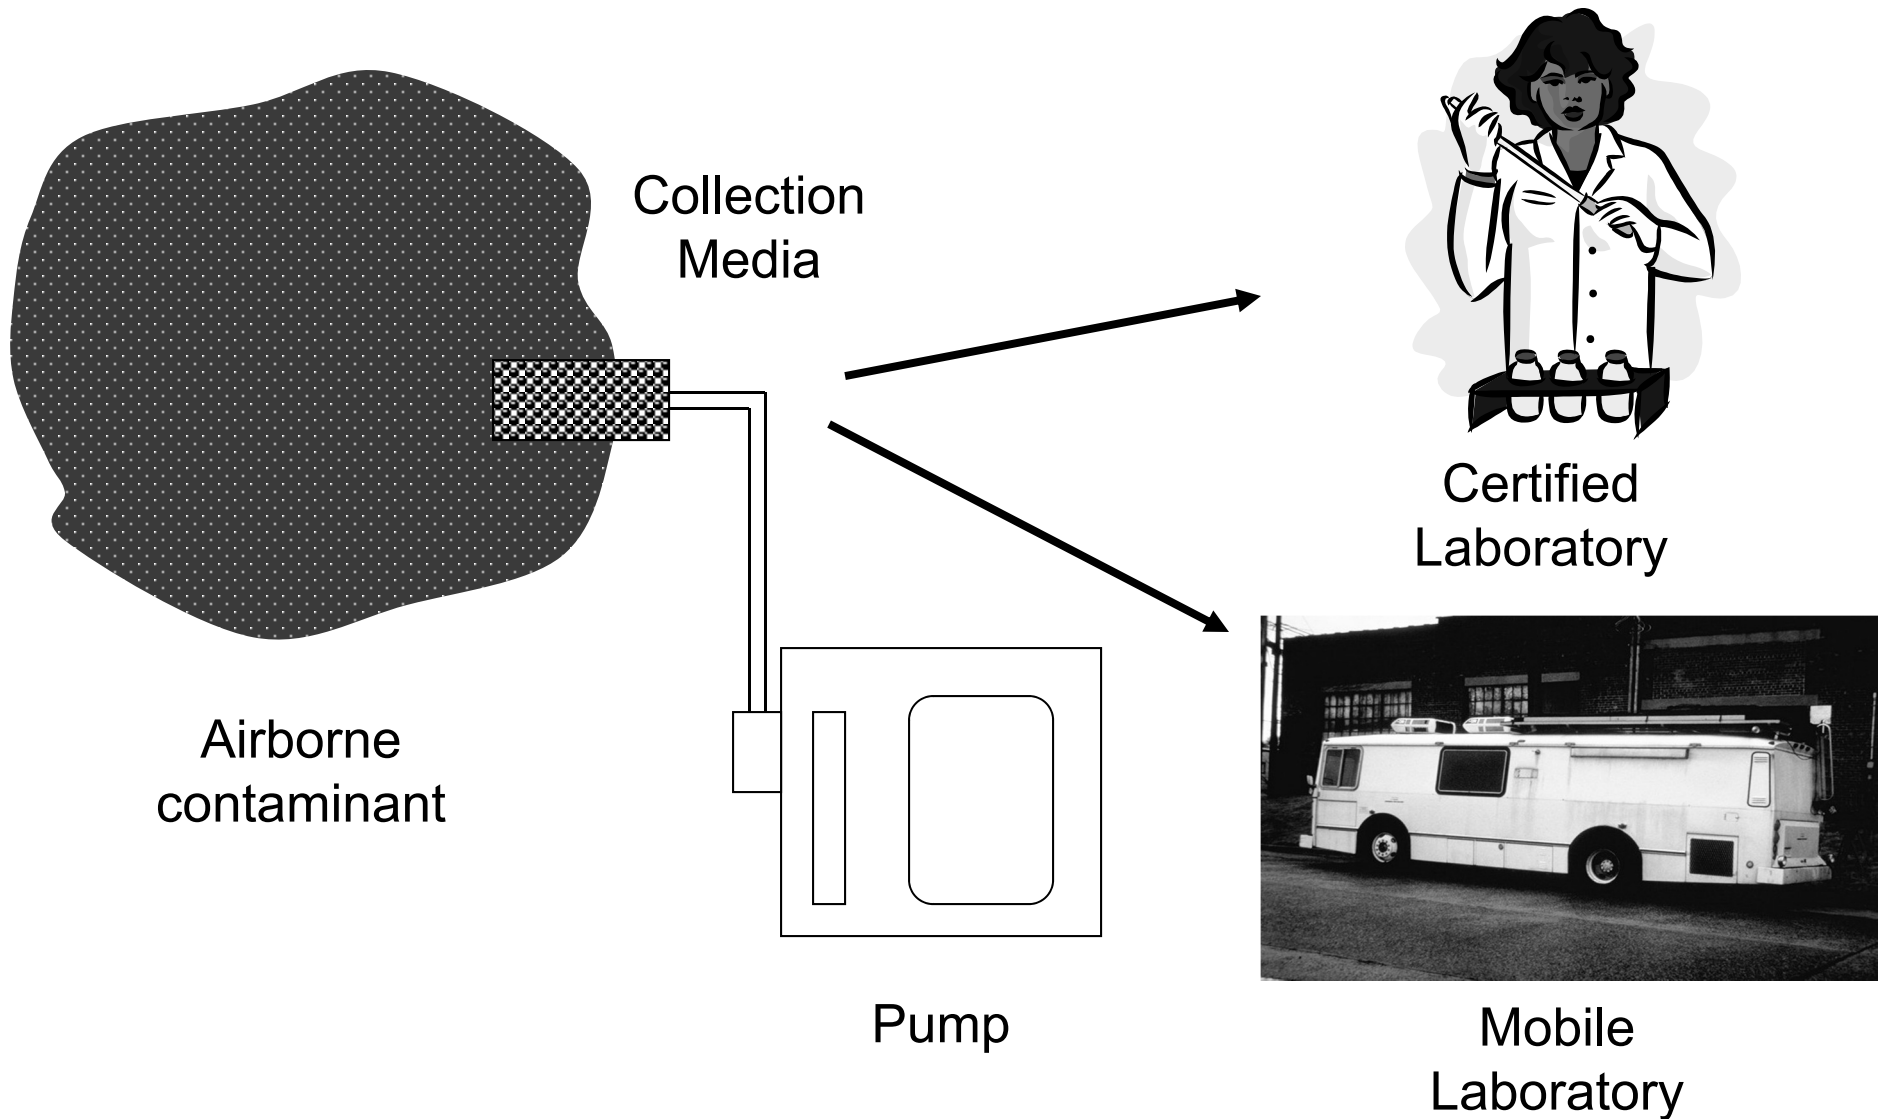 Collection
Media
Certified
Laboratory
Airborne
contaminant
Pump
Mobile
Laboratory